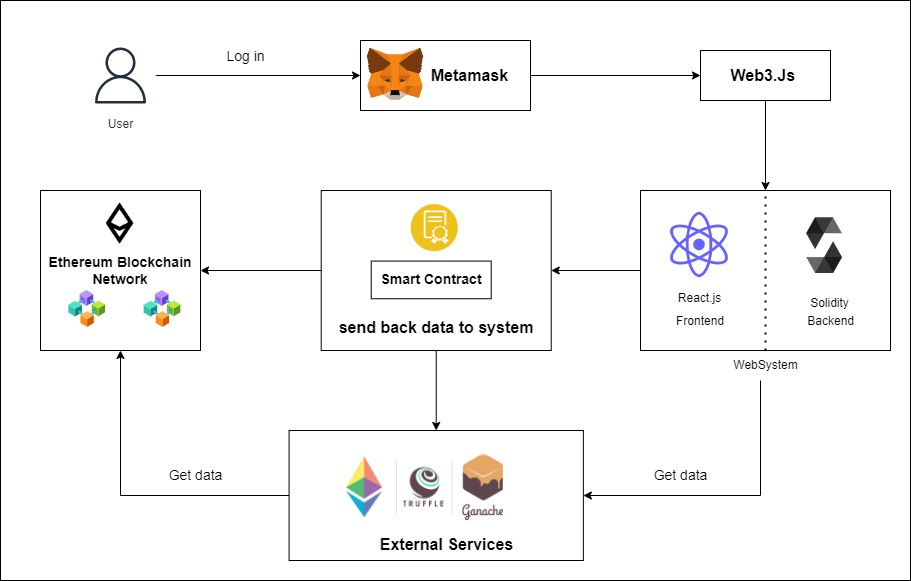 Log in
User
Metamask
Web3.Js
Ethereum Blockchain
Network
Smart Contract
send back data to system
React.js
Frontend
Solidity
Backend
WebSystem
Get data
Get data
TRUFFLE
Ganache
External Services